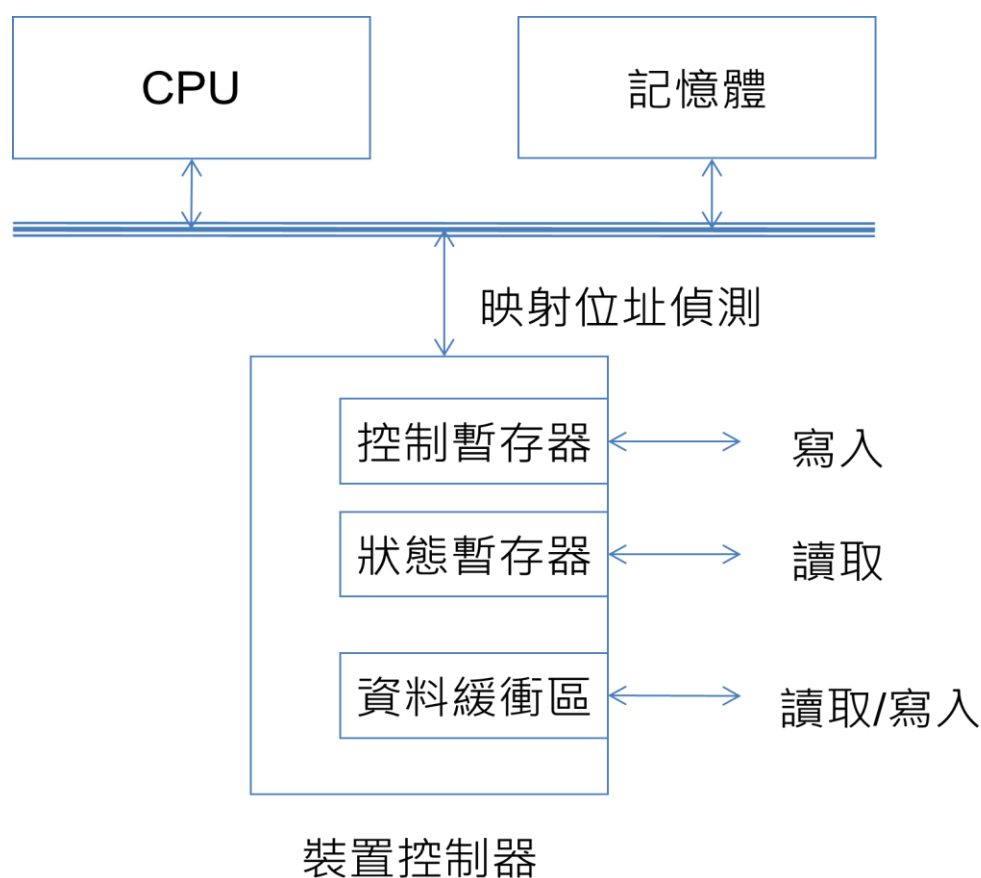 CPU
記憶體
映射位址偵測
控制暫存器
寫入
狀態暫存器
讀取
資料緩衝區
讀取/寫入
裝置控制器